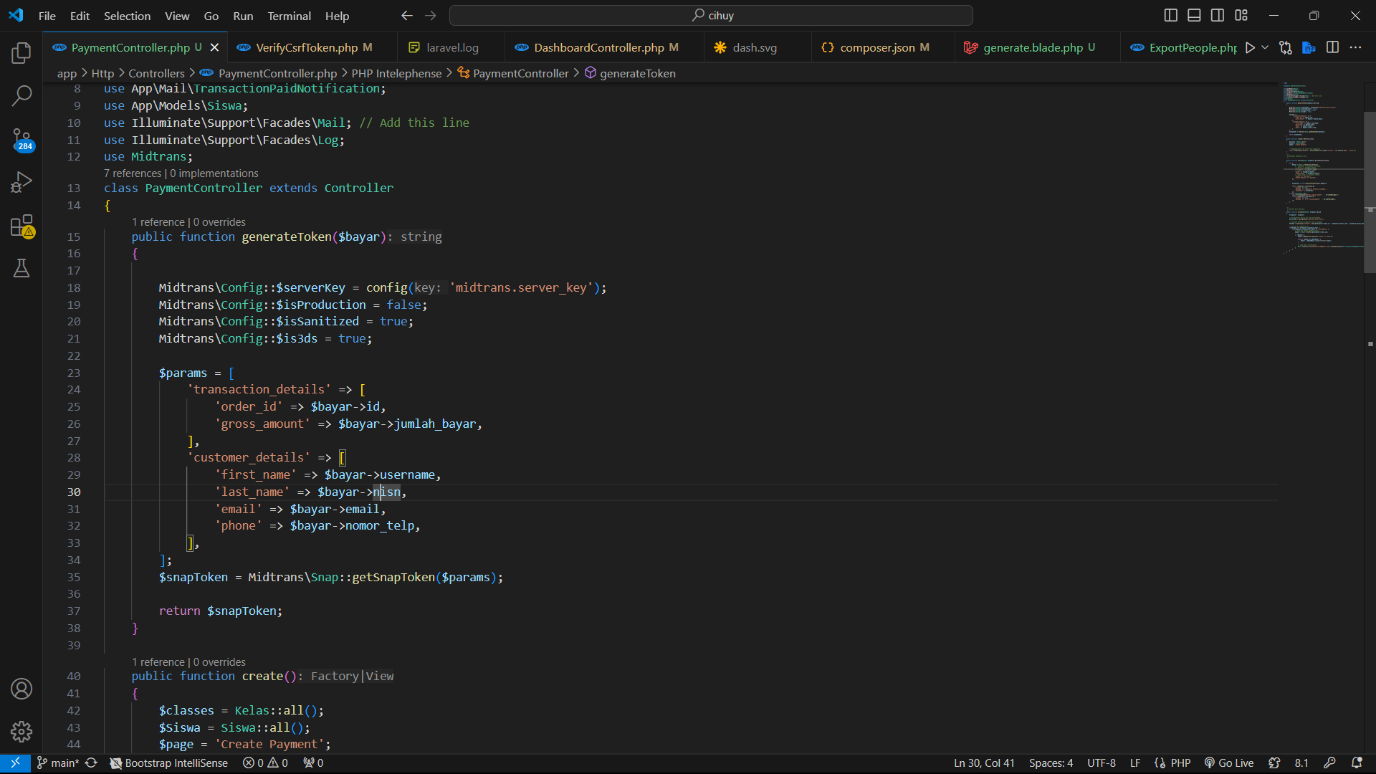 File Edit Selection View Go Run Terminal Help
cihuy
PaymentController.php U
VerifyCsrfToken.php M
laravel.log
DashboardController.php M
dash.svg
composer.json M
generate.blade.php U
ExportPeople.php
app > Http > Controllers > PaymentController.php > PHP Intelephense > PaymentController > generateToken
8 use App\Mail\TransactionPaidNotification;
9 use App\Models\Siswa;
10 use Illuminate\Support\Facades\Mail; // Add this line
11 use Illuminate\Support\Facades\Log;
12 use Midtrans;
7 references | 0 implementations
13 class PaymentController extends Controller
14 {
1 reference | 0 overrides
15 public function generateToken($bayar): string
16 {
17
18 Midtrans\Config::$serverKey = config(key: 'midtrans.server_key');
19 Midtrans\Config::$isProduction = false;
20 Midtrans\Config::$isSanitized = true;
21 Midtrans\Config::$is3ds = true;
22
23 $params = [
24 'transaction_details' => [
25 'order_id' => $bayar->id,
26 'gross_amount' => $bayar->jumlah_bayar,
27 ],
28 'customer_details' => [
29 'first_name' => $bayar->username,
30 'last_name' => $bayar->nisn,
31 'email' => $bayar->email,
32 'phone' => $bayar->nomor_telp,
33 ],
34 ];
35 $snapToken = Midtrans\Snap::getSnapToken($params);
36
37 return $snapToken;
38 }
39
1 reference | 0 overrides
40 public function create(): Factory|View
41 {
42 $classes = Kelas::all();
43 $Siswa = Siswa::all();
44 $page = 'Create Payment';
284
main*
Bootstrap IntelliSense
0 0 0
Ln 30, Col 41
Spaces: 4
UTF-8
LF
PHP
Go Live
8.1